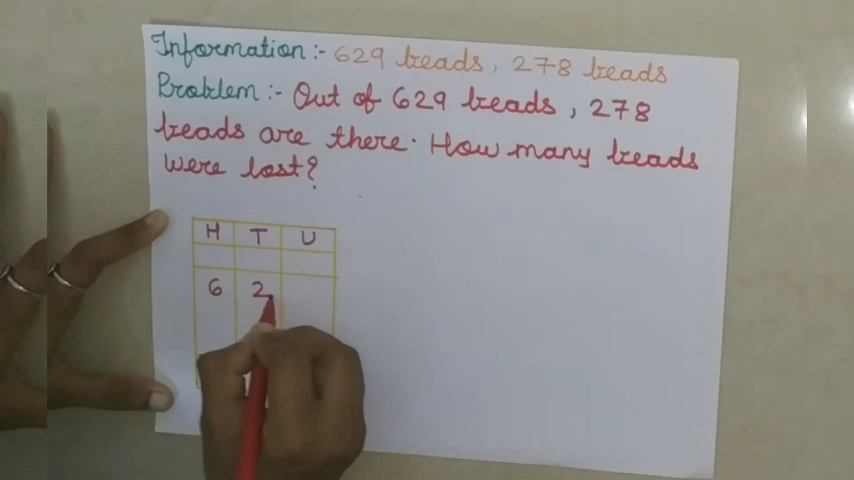 Information :- 629 beads, 278 beads
Problem :- Out of 629 beads, 278
beads are there. How many beads
were lost?
H T U
6 2